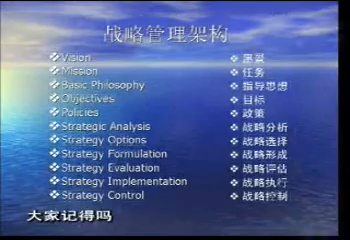 战略管理架构
❖Vision
❖Mission
❖Basic Philosophy
❖Objectives
❖Policies
❖Strategic Analysis
❖Strategy Options
❖Strategy Formulation
❖Strategy Evaluation
❖Strategy Implementation
❖Strategy Control
❖愿景
❖任务
❖指导思想
❖目标
❖政策
❖战略分析
❖战略选择
❖战略形成
❖战略评估
❖战略执行
❖战略控制
大家记得吗